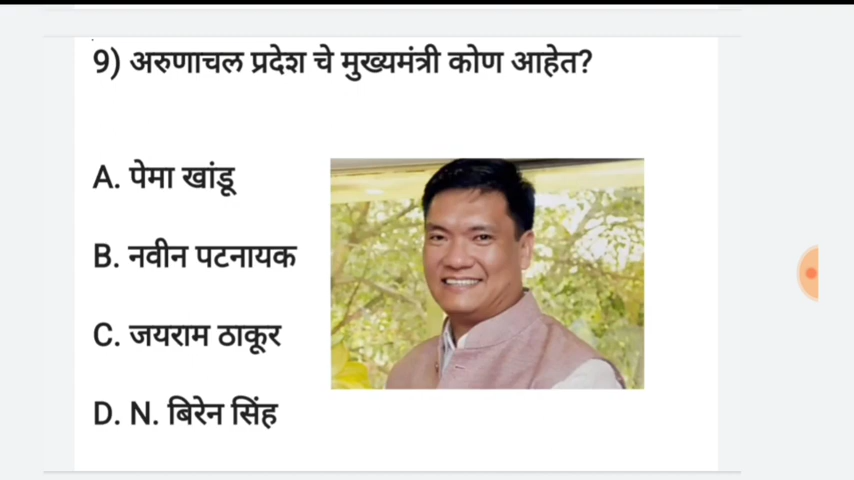 9) अरुणाचल प्रदेश चे मुख्यमंत्री कोण आहेत?
A. पेमा खांडू
B. नवीन पटनायक
C. जयराम ठाकूर
D. N. बिरेन सिंह